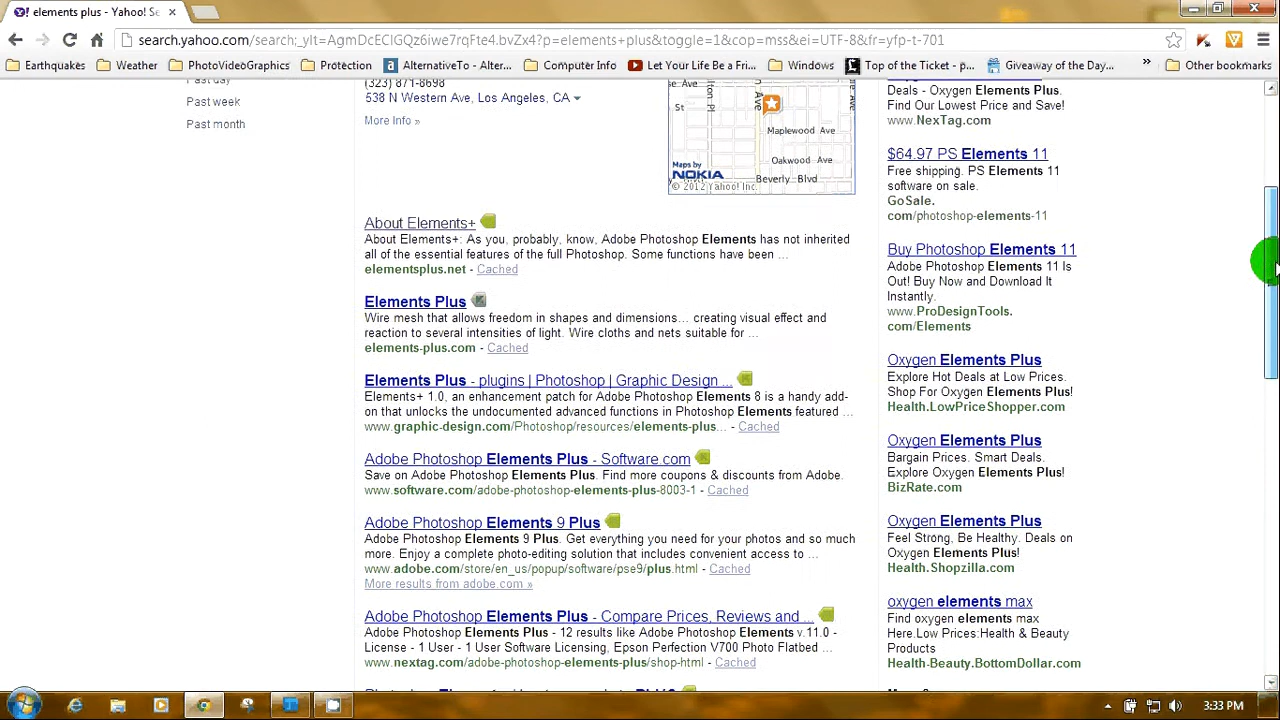 elements plus - Yahoo! Se
search.yahoo.com/search;_ylt=AgmDcEClGQz6iwe7rqFte4.bvZx4?p=elements+plus&toggle=1&cop=mss&ei=UTF-8&fr=yfp-t-701
Earthquakes Weather PhotoVideoGraphics Protection AlternativeTo - Alter... Computer Info Let Your Life Be a Fri... Windows Top of the Ticket - p... Giveaway of the Day... » Other bookmarks
Past day
Past week
Past month
(323) 871-8698
538 N Western Ave, Los Angeles, CA
More Info »
Maplewood Ave
Oakwood Ave
Beverly Blvd
Maps by
NOKIA
© 2012 Yahoo! Inc.
About Elements+
About Elements+: As you, probably, know, Adobe Photoshop Elements has not inherited
all of the essential features of the full Photoshop. Some functions have been ...
elementsplus.net - Cached
Elements Plus
Wire mesh that allows freedom in shapes and dimensions… creating visual effect and
reaction to several intensities of light. Wire cloths and nets suitable for ...
elements-plus.com - Cached
Elements Plus - plugins | Photoshop | Graphic Design ...
Elements+ 1.0, an enhancement patch for Adobe Photoshop Elements 8 is a handy add-
on that unlocks the undocumented advanced functions in Photoshop Elements featured ...
www.graphic-design.com/Photoshop/resources/elements-plus... - Cached
Adobe Photoshop Elements Plus - Software.com
Save on Adobe Photoshop Elements Plus. Find more coupons & discounts from Adobe.
www.software.com/adobe-photoshop-elements-plus-8003-1 - Cached
Adobe Photoshop Elements 9 Plus
Adobe Photoshop Elements 9 Plus. Get everything you need for your photos and so much
more. Enjoy a complete photo-editing solution that includes convenient access to ...
www.adobe.com/store/en_us/popup/software/pse9/plus.html - Cached
More results from adobe.com »
Adobe Photoshop Elements Plus - Compare Prices, Reviews and ...
Adobe Photoshop Elements Plus - 12 results like Adobe Photoshop Elements v.11.0 -
License - 1 User - 1 User Software Licensing, Epson Perfection V700 Photo Flatbed ...
www.nextag.com/adobe-photoshop-elements-plus/shop-html - Cached
Deals - Oxygen Elements Plus.
Find Our Lowest Price and Save!
www.NexTag.com
$64.97 PS Elements 11
Free shipping. PS Elements 11
software on sale.
GoSale.
com/photoshop-elements-11
Buy Photoshop Elements 11
Adobe Photoshop Elements 11 Is
Out! Buy Now and Download It
Instantly.
www.ProDesignTools.
com/Elements
Oxygen Elements Plus
Explore Hot Deals at Low Prices.
Shop For Oxygen Elements Plus!
Health.LowPriceShopper.com
Oxygen Elements Plus
Bargain Prices. Smart Deals.
Explore Oxygen Elements Plus!
BizRate.com
Oxygen Elements Plus
Feel Strong, Be Healthy. Deals on
Oxygen Elements Plus!
Health.Shopzilla.com
oxygen elements max
Find oxygen elements max
Here.Low Prices:Health & Beauty
Products
Health-Beauty.BottomDollar.com
3:33 PM